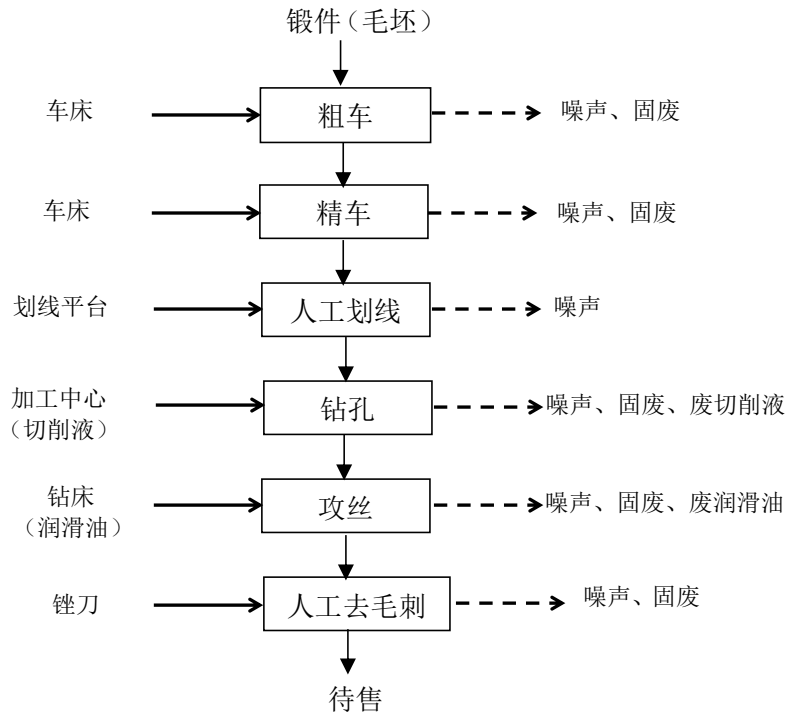 锻件（毛坯）
车床
粗车
噪声、固废
车床
精车
噪声、固废
划线平台
人工划线
噪声
加工中心
（切削液）
钻孔
噪声、固废、废切削液
钻床
（润滑油）
攻丝
噪声、固废、废润滑油
锉刀
人工去毛刺
噪声、固废
待售